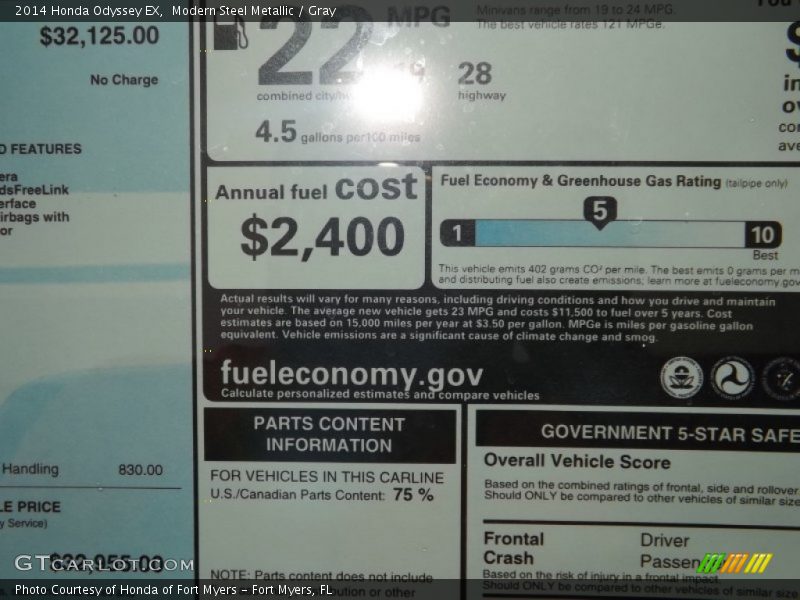 2014 Honda Odyssey EX, Modern Steel Metallic / Gray
$32,125.00
No Charge
FEATURES
dsFreeLink
erface
irbags with
or
Handling 830.00
LE PRICE
y Service)
22 MPG
Minivans range from 19 to 24 MPG.
The best vehicle rates 121 MPGe.
combined
28
highway
4.5 gallons per 100 miles
Annual fuel cost
$2,400
Fuel Economy & Greenhouse Gas Rating (tailpipe only)
5
1 10
Best
This vehicle emits 402 grams CO² per mile. The best emits 0 grams per m
and distributing fuel also create emissions; learn more at fueleconomy.gov
Actual results will vary for many reasons, including driving conditions and how you drive and maintain
your vehicle. The average new vehicle gets 23 MPG and costs $11,500 to fuel over 5 years. Cost
estimates are based on 15,000 miles per year at $3.50 per gallon. MPGe is miles per gasoline gallon
equivalent. Vehicle emissions are a significant cause of climate change and smog.
fueleconomy.gov
Calculate personalized estimates and compare vehicles
PARTS CONTENT
INFORMATION
FOR VEHICLES IN THIS CARLINE
U.S./Canadian Parts Content: 75 %
NOTE: Parts content does not include
GOVERNMENT 5-STAR SAFE
Overall Vehicle Score
Based on the combined ratings of frontal, side and rollover.
Should ONLY be compared to other vehicles of similar size
Frontal Driver
Crash Passen
Based on the risk of injury in a frontal impact.
Should ONLY be compared to other vehicles of similar size
GTCARLOT.COM
Photo Courtesy of Honda of Fort Myers – Fort Myers, FL